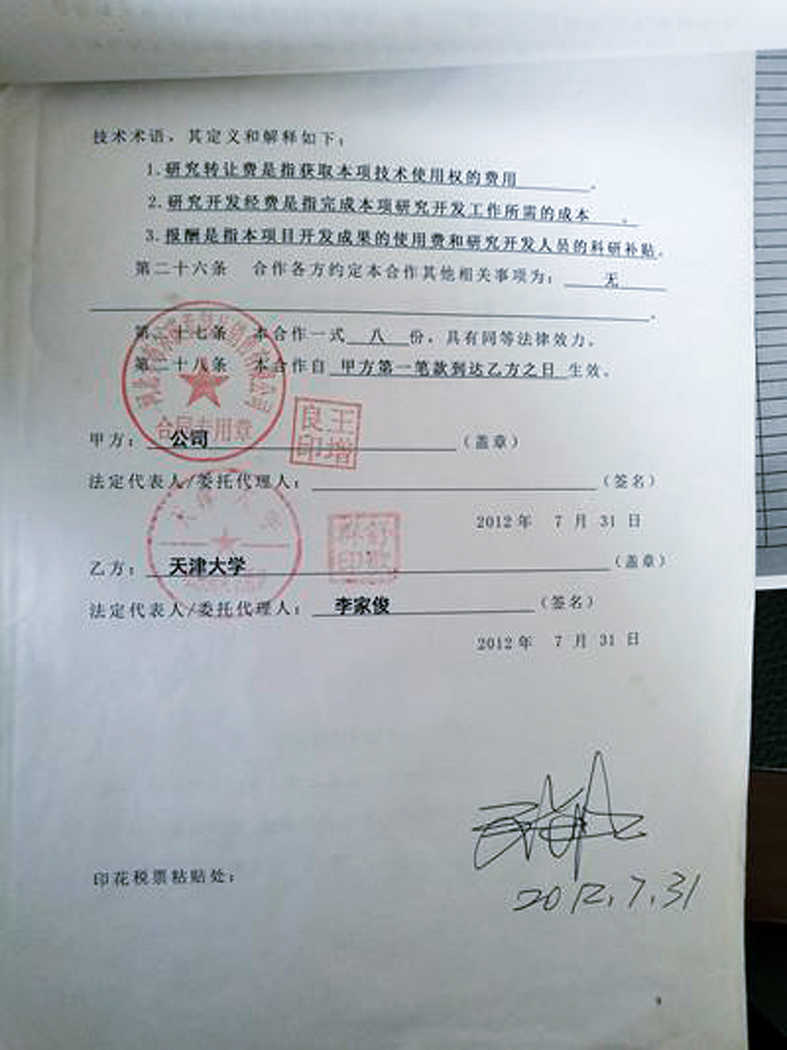 技术术语，其定义和解释如下：
1. 研究转让费是指获取本项技术使用权的费用。
2. 研究开发经费是指完成本项研究开发工作所需的成本。
3. 报酬是指本项目开发成果的使用费和研究开发人员的科研补贴。
第二十六条 合作各方约定本合作其他相关事项为：无
。
第二十七条 本合作一式 八 份，具有同等法律效力。
第二十八条 本合作自 甲方第一笔款到达乙方之日 生效。
合同专用章
王增良印
甲方： 公司 （盖章）
法定代表人/委托代理人： （签名）
2012 年 7 月 31 日
天津大学
乙方： 天津大学 （盖章）
法定代表人/委托代理人： 李家俊 （签名）
2012 年 7 月 31 日
2012.7.31
印花税票粘贴处：
9